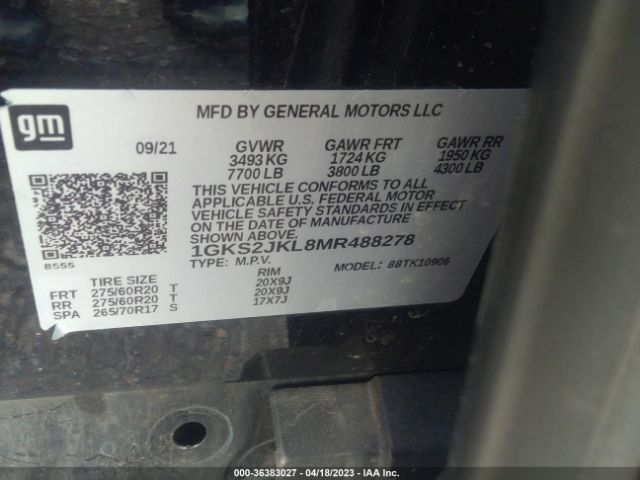 gm
MFD BY GENERAL MOTORS LLC
09/21 GVWR GAWR FRT GAWR RR
3493 KG 1724 KG 1950 KG
7700 LB 3800 LB 4300 LB
THIS VEHICLE CONFORMS TO ALL
APPLICABLE U.S. FEDERAL MOTOR
VEHICLE SAFETY STANDARDS IN EFFECT
ON THE DATE OF MANUFACTURE
SHOWN ABOVE.
1GKS2JKL8MR488278
8555 TYPE: M.P.V. MODEL: 88TK10906
TIRE SIZE RIM
FRT 275/60R20 T 20X9J
RR 275/60R20 T 20X9J
SPA 265/70R17 S 17X7J
000-36383027 - 04/18/2023 - IAA Inc.